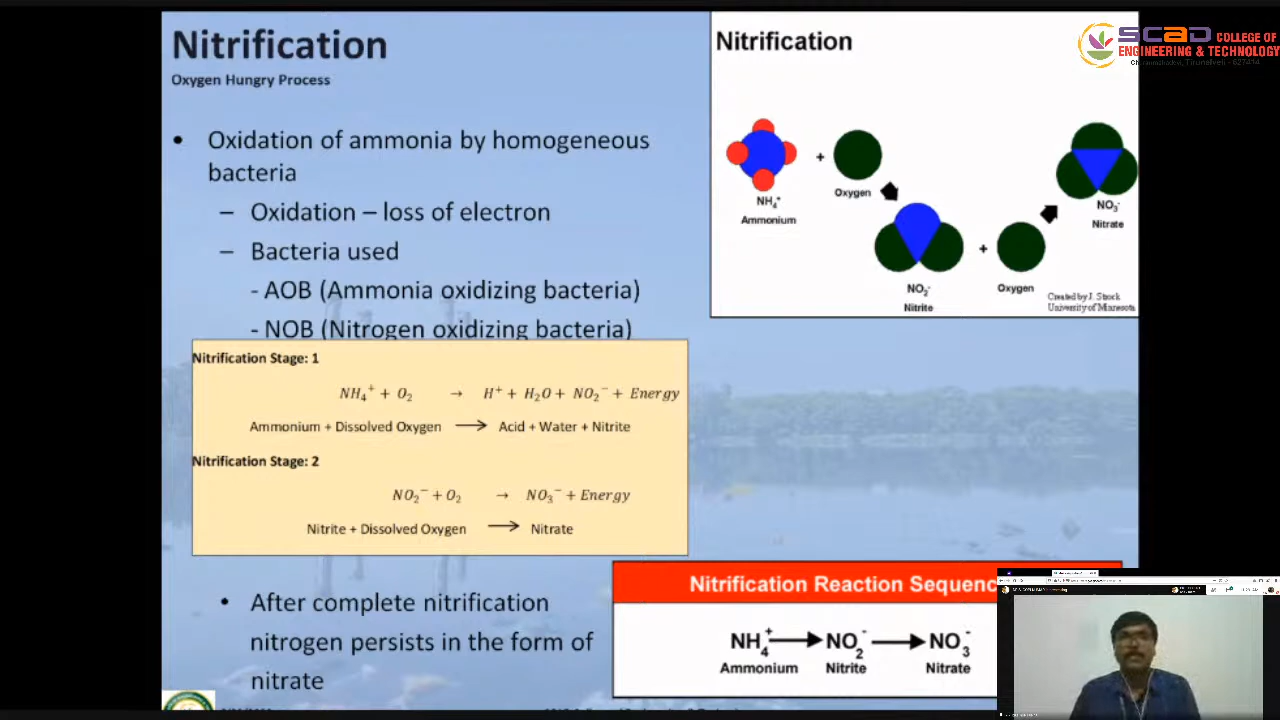 Nitrification
Oxygen Hungry Process
• Oxidation of ammonia by homogeneous
bacteria
– Oxidation – loss of electron
– Bacteria used
- AOB (Ammonia oxidizing bacteria)
- NOB (Nitrogen oxidizing bacteria)
Nitrification Stage: 1
NH₄⁺ + O₂ → H⁺ + H₂O + NO₂⁻ + Energy
Ammonium + Dissolved Oxygen → Acid + Water + Nitrite
Nitrification Stage: 2
NO₂⁻ + O₂ → NO₃⁻ + Energy
Nitrite + Dissolved Oxygen → Nitrate
• After complete nitrification
nitrogen persists in the form of
nitrate
Nitrification
+
Oxygen
NH₄⁺
Ammonium
NO₃⁻
Nitrate
+
NO₂⁻
Nitrite
Oxygen
Created by J. Strock
University of Minnesota
Nitrification Reaction Sequenc
NH₄⁺ → NO₂⁻ → NO₃⁻
Ammonium Nitrite Nitrate
SCAD COLLEGE OF
ENGINEERING & TECHNOLOGY